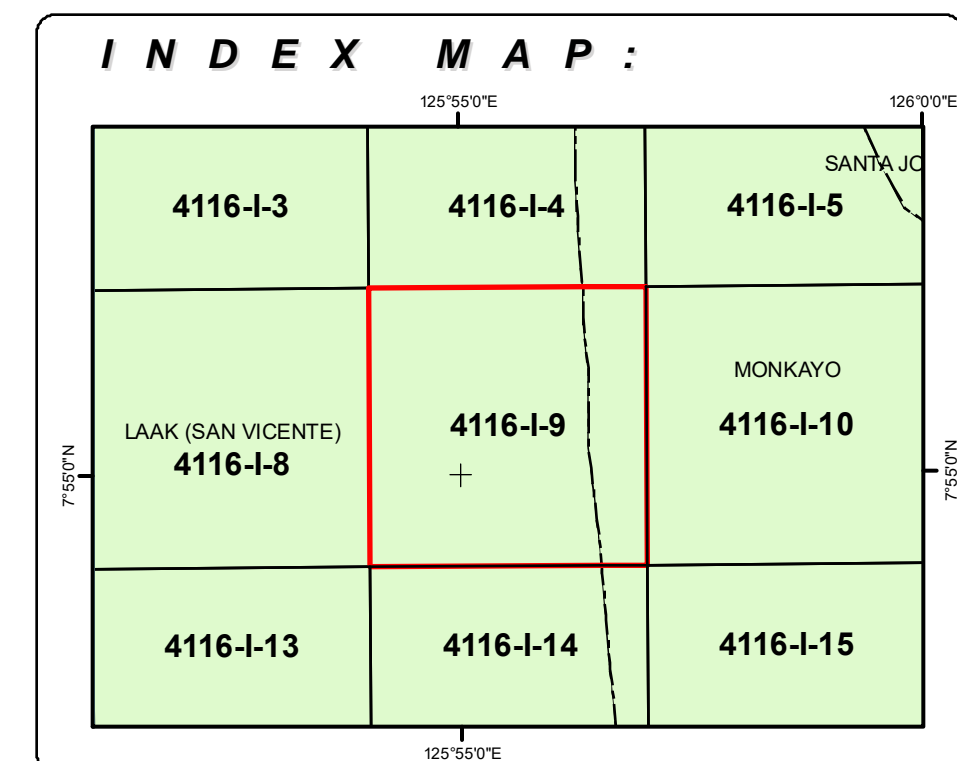 INDEX MAP:
125°55'0"E 126°0'0"E
SANTA JO
4116-I-3 4116-I-4 4116-I-5
MONKAYO
LAAK (SAN VICENTE) 4116-I-9 4116-I-10
4116-I-8
7°55'0"N 7°55'0"N
4116-I-13 4116-I-14 4116-I-15
125°55'0"E